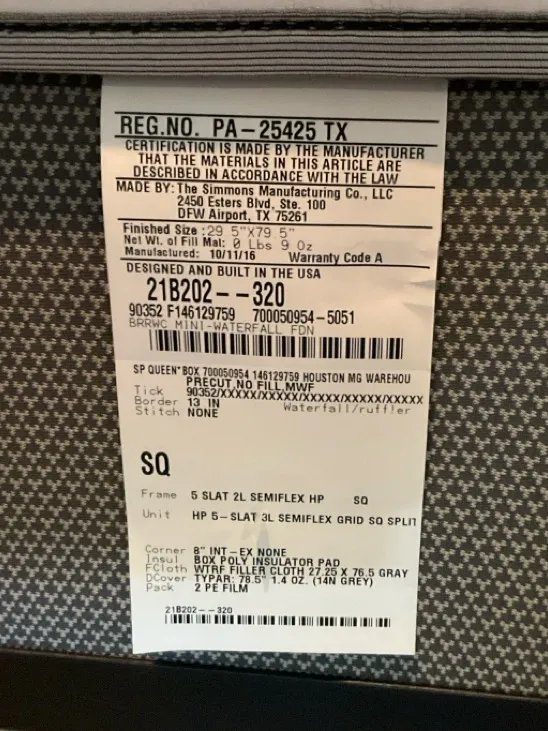 REG.NO. PA-25425 TX
CERTIFICATION IS MADE BY THE MANUFACTURER
THAT THE MATERIALS IN THIS ARTICLE ARE
DESCRIBED IN ACCORDANCE WITH THE LAW
MADE BY: The Simmons Manufacturing Co., LLC
2450 Esters Blvd, Ste. 100
DFW Airport, TX 75261
Finished Size :29 5"X79 5"
Net Wt. of Fill Mal: 0 Lbs 9 Oz
Manufactured: 10/11/16 Warranty Code A
DESIGNED AND BUILT IN THE USA
21B202--320
90352 F146129759 700050954-5051
BRRWC MINI-WATERFALL FDN
SP QUEEN*BOX 700050954 146129759 HOUSTON MG WAREHOU
PRECUT,NO FILL,MWF
Tick 90352/XXXXX/XXXXX/XXXXX/XXXXX/XXXXX
Border 13 IN Waterfall/ruffler
Stitch NONE
SQ
Frame 5 SLAT 2L SEMIFLEX HP SQ
Unit HP 5-SLAT 3L SEMIFLEX GRID SQ SPLIT
Corner 8" INT-EX NONE
Insul BOX POLY INSULATOR PAD
FCloth WTRF FILLER CLOTH 27.25 X 76.5 GRAY
DCover TYPAR: 78.5" 1.4 OZ. (14N GREY)
Pack 2 PE FILM
21B202--320